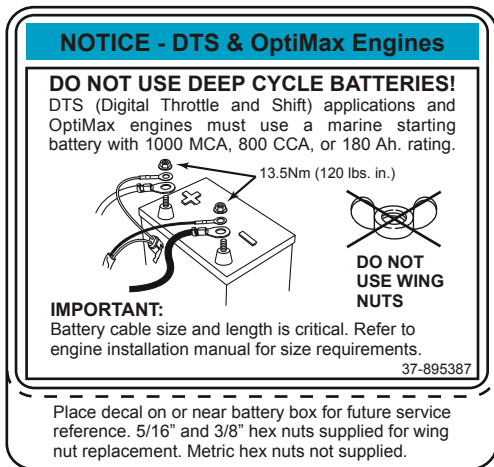 NOTICE - DTS & OptiMax Engines
DO NOT USE DEEP CYCLE BATTERIES!
DTS (Digital Throttle and Shift) applications and
OptiMax engines must use a marine starting
battery with 1000 MCA, 800 CCA, or 180 Ah. rating.
13.5Nm (120 lbs. in.)
DO NOT
USE WING
NUTS
IMPORTANT:
Battery cable size and length is critical. Refer to
engine installation manual for size requirements.
37-895387
Place decal on or near battery box for future service
reference. 5/16” and 3/8” hex nuts supplied for wing
nut replacement. Metric hex nuts not supplied.